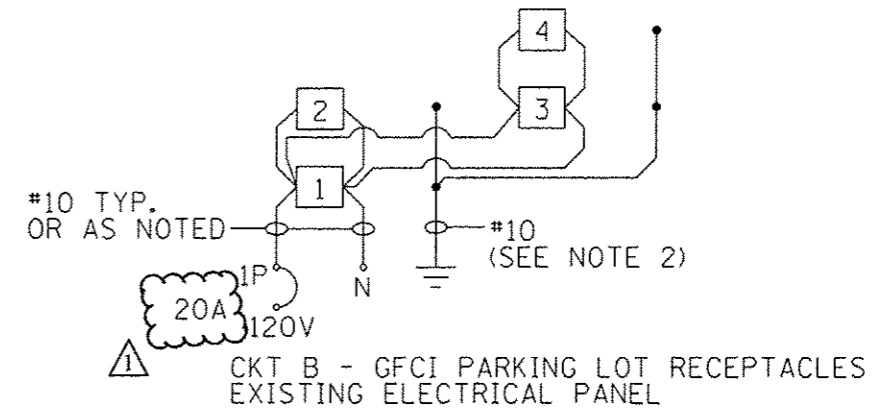 4
2
3
1
#10 TYP.
OR AS NOTED
#10
(SEE NOTE 2)
1P
N
20A
120V
1
CKT B - GFCI PARKING LOT RECEPTACLES
EXISTING ELECTRICAL PANEL